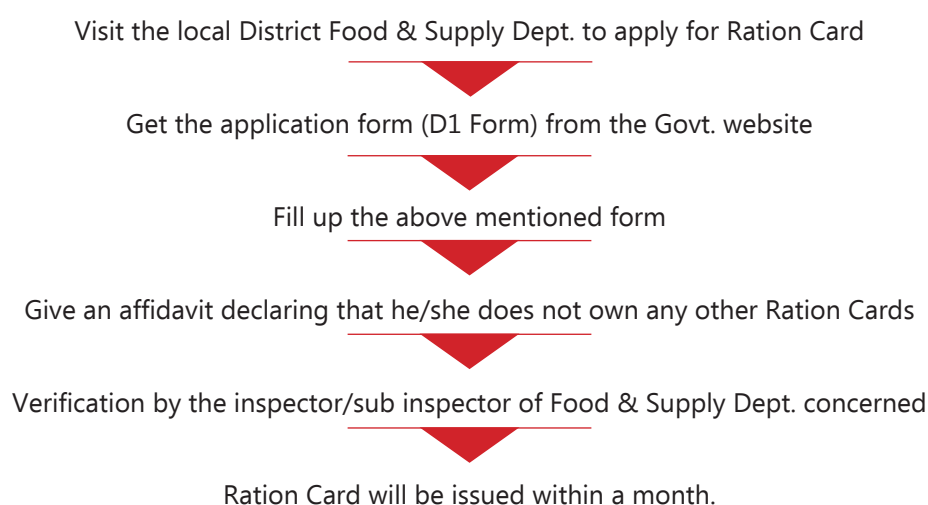 Visit the local District Food & Supply Dept. to apply for Ration Card
Get the application form (D1 Form) from the Govt. website
Fill up the above mentioned form
Give an affidavit declaring that he/she does not own any other Ration Cards
Verification by the inspector/sub inspector of Food & Supply Dept. concerned
Ration Card will be issued within a month.